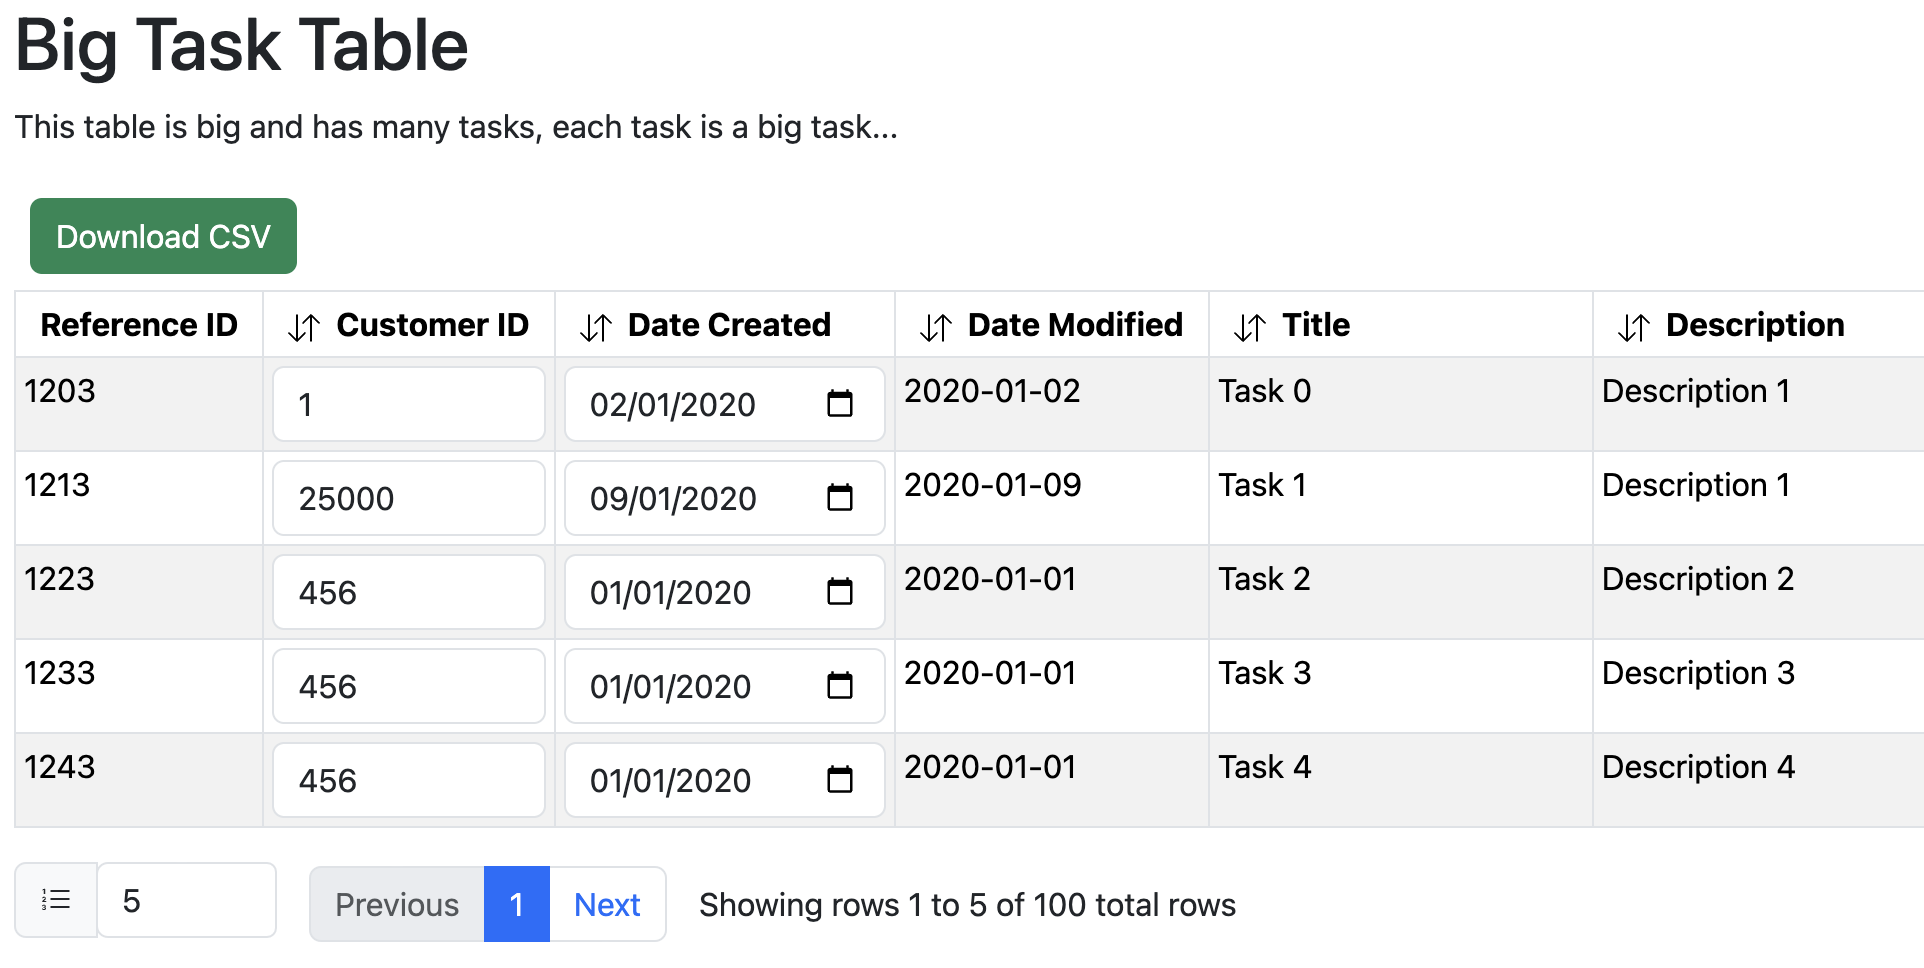 Big Task Table
This table is big and has many tasks, each task is a big task...
Download CSV
Reference ID Customer ID Date Created Date Modified Title Description
1203 1 02/01/2020 2020-01-02 Task 0 Description 1
1213 25000 09/01/2020 2020-01-09 Task 1 Description 1
1223 456 01/01/2020 2020-01-01 Task 2 Description 2
1233 456 01/01/2020 2020-01-01 Task 3 Description 3
1243 456 01/01/2020 2020-01-01 Task 4 Description 4
5 Previous 1 Next Showing rows 1 to 5 of 100 total rows